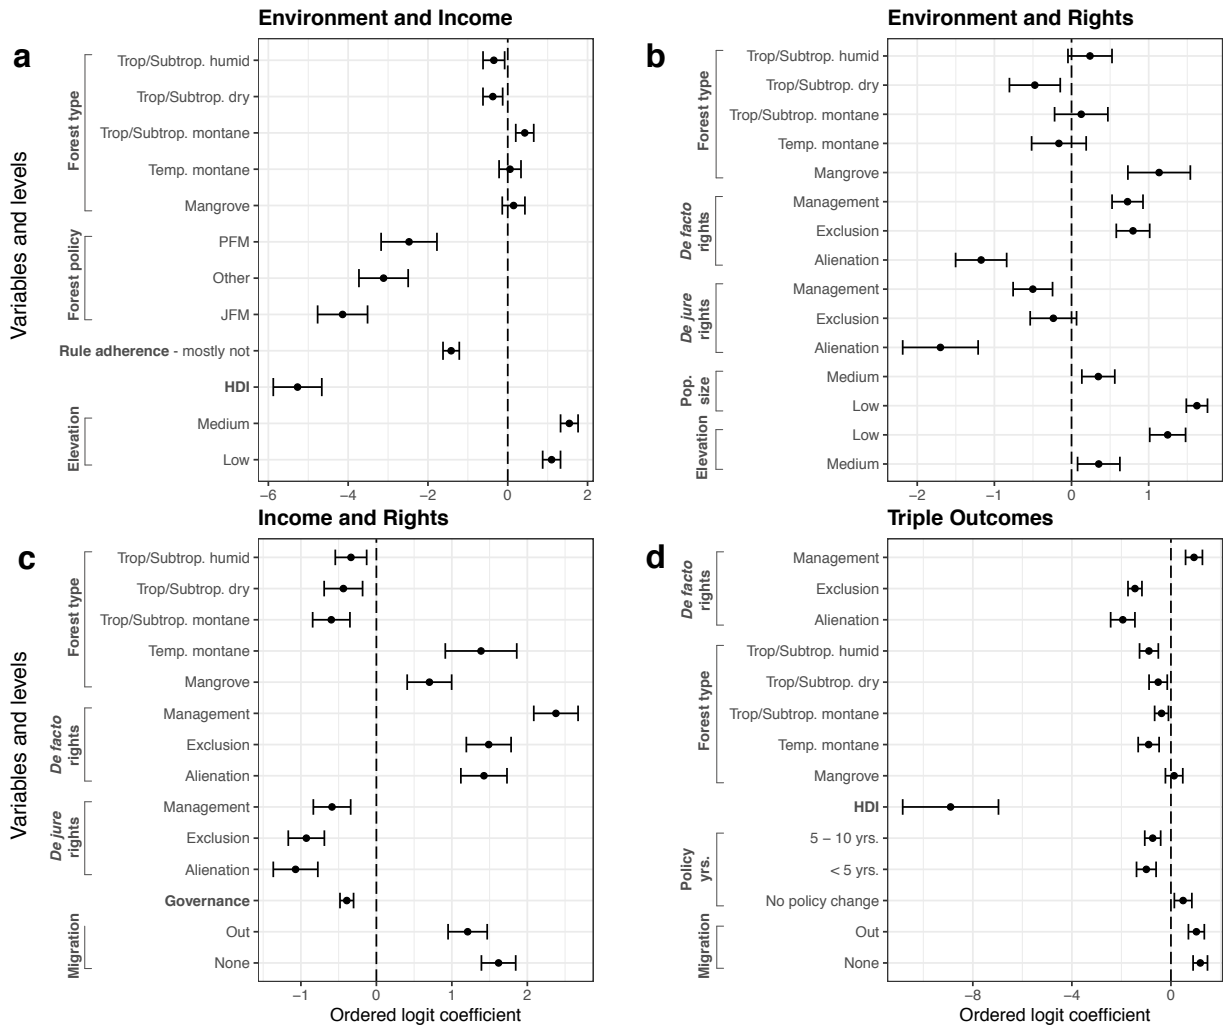 Environment and Income
a
Variables and levels
Forest type
Trop/Subtrop. humid
Trop/Subtrop. dry
Trop/Subtrop. montane
Temp. montane
Mangrove
Forest policy
PFM
Other
JFM
Rule adherence - mostly not
HDI
Elevation
Medium
Low
−6 −4 −2 0 2
Environment and Rights
b
Forest type
Trop/Subtrop. humid
Trop/Subtrop. dry
Trop/Subtrop. montane
Temp. montane
Mangrove
De facto
rights
Management
Exclusion
Alienation
De jure
rights
Management
Exclusion
Alienation
Pop.
size
Medium
Low
Elevation
Low
Medium
−2 −1 0 1
Income and Rights
c
Variables and levels
Forest type
Trop/Subtrop. humid
Trop/Subtrop. dry
Trop/Subtrop. montane
Temp. montane
Mangrove
De facto
rights
Management
Exclusion
Alienation
De jure
rights
Management
Exclusion
Alienation
Governance
Migration
Out
None
−1 0 1 2
Ordered logit coefficient
Triple Outcomes
d
De facto
rights
Management
Exclusion
Alienation
Forest type
Trop/Subtrop. humid
Trop/Subtrop. dry
Trop/Subtrop. montane
Temp. montane
Mangrove
HDI
Policy
yrs.
5 − 10 yrs.
< 5 yrs.
No policy change
Migration
Out
None
−8 −4 0
Ordered logit coefficient